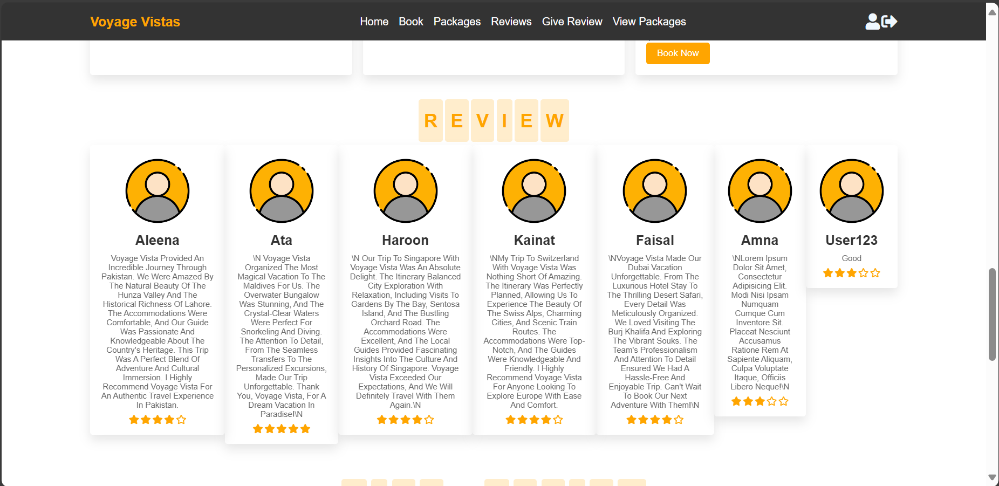 Voyage Vistas
Home Book Packages Reviews Give Review View Packages
Book Now
REVIEW
Aleena
Voyage Vista Provided An
Incredible Journey Through
Pakistan. We Were Amazed By
The Natural Beauty Of The
Hunza Valley And The
Historical Richness Of Lahore.
The Accommodations Were
Comfortable, And Our Guide
Was Passionate And
Knowledgeable About The
Country's Heritage. This Trip
Was A Perfect Blend Of
Adventure And Cultural
Immersion. I Highly
Recommend Voyage Vista For
An Authentic Travel Experience
In Pakistan.
Ata
\N Voyage Vista
Organized The Most
Magical Vacation To The
Maldives For Us. The
Overwater Bungalow
Was Stunning, And The
Crystal-Clear Waters
Were Perfect For
Snorkeling And Diving.
The Attention To Detail,
From The Seamless
Transfers To The
Personalized Excursions,
Made Our Trip
Unforgettable. Thank
You, Voyage Vista, For A
Dream Vacation In
Paradise!\N
Haroon
\N Our Trip To Singapore With
Voyage Vista Was An Absolute
Delight. The Itinerary Balanced
City Exploration With
Relaxation, Including Visits To
Gardens By The Bay, Sentosa
Island, And The Bustling
Orchard Road. The
Accommodations Were
Excellent, And The Local
Guides Provided Fascinating
Insights Into The Culture And
History Of Singapore. Voyage
Vista Exceeded Our
Expectations, And We Will
Definitely Travel With Them
Again.\N
Kainat
\NMy Trip To Switzerland
With Voyage Vista Was
Nothing Short Of Amazing.
The Itinerary Was Perfectly
Planned, Allowing Us To
Experience The Beauty Of
The Swiss Alps, Charming
Cities, And Scenic Train
Routes. The
Accommodations Were Top-
Notch, And The Guides
Were Knowledgeable And
Friendly. I Highly
Recommend Voyage Vista
For Anyone Looking To
Explore Europe With Ease
And Comfort.
Faisal
\NVoyage Vista Made Our
Dubai Vacation
Unforgettable. From The
Luxurious Hotel Stay To
The Thrilling Desert Safari,
Every Detail Was
Meticulously Organized.
We Loved Visiting The
Burj Khalifa And Exploring
The Vibrant Souks. The
Team's Professionalism
And Attention To Detail
Ensured We Had A
Hassle-Free And
Enjoyable Trip. Can't Wait
To Book Our Next
Adventure With Them!\N
Amna
\NLorem Ipsum
Dolor Sit Amet,
Consectetur
Adipisicing Elit.
Modi Nisi Ipsam
Numquam
Cumque Cum
Inventore Sit.
Placeat Nesciunt
Accusamus
Ratione Rem At
Sapiente Aliquam,
Culpa Voluptate
Itaque, Officiis
Libero Neque!\N
User123
Good